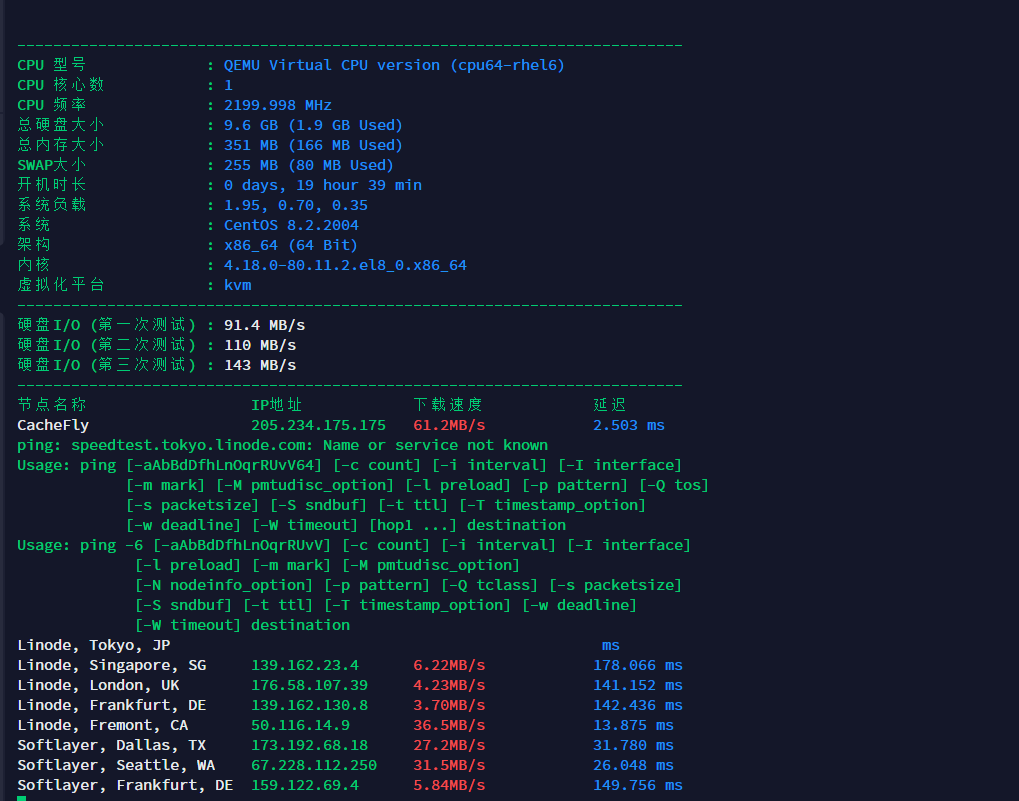 ----------------------------------------------------------------------
CPU 型号 : QEMU Virtual CPU version (cpu64-rhel6)
CPU 核心数 : 1
CPU 频率 : 2199.998 MHz
总硬盘大小 : 9.6 GB (1.9 GB Used)
总内存大小 : 351 MB (166 MB Used)
SWAP大小 : 255 MB (80 MB Used)
开机时长 : 0 days, 19 hour 39 min
系统负载 : 1.95, 0.70, 0.35
系统 : CentOS 8.2.2004
架构 : x86_64 (64 Bit)
内核 : 4.18.0-80.11.2.el8_0.x86_64
虚拟化平台 : kvm
----------------------------------------------------------------------
硬盘I/O (第一次测试) : 91.4 MB/s
硬盘I/O (第二次测试) : 110 MB/s
硬盘I/O (第三次测试) : 143 MB/s
----------------------------------------------------------------------
节点名称 IP地址 下载速度 延迟
CacheFly 205.234.175.175 61.2MB/s 2.503 ms
ping: speedtest.tokyo.linode.com: Name or service not known
Usage: ping [-aAbBdDfhLnOqrRUvV64] [-c count] [-i interval] [-I interface]
[-m mark] [-M pmtudisc_option] [-l preload] [-p pattern] [-Q tos]
[-s packetsize] [-S sndbuf] [-t ttl] [-T timestamp_option]
[-w deadline] [-W timeout] [hop1 ...] destination
Usage: ping -6 [-aAbBdDfhLnOqrRUvV] [-c count] [-i interval] [-I interface]
[-l preload] [-m mark] [-M pmtudisc_option]
[-N nodeinfo_option] [-p pattern] [-Q tclass] [-s packetsize]
[-S sndbuf] [-t ttl] [-T timestamp_option] [-w deadline]
[-W timeout] destination
Linode, Tokyo, JP ms
Linode, Singapore, SG 139.162.23.4 6.22MB/s 178.066 ms
Linode, London, UK 176.58.107.39 4.23MB/s 141.152 ms
Linode, Frankfurt, DE 139.162.130.8 3.70MB/s 142.436 ms
Linode, Fremont, CA 50.116.14.9 36.5MB/s 13.875 ms
Softlayer, Dallas, TX 173.192.68.18 27.2MB/s 31.780 ms
Softlayer, Seattle, WA 67.228.112.250 31.5MB/s 26.048 ms
Softlayer, Frankfurt, DE 159.122.69.4 5.84MB/s 149.756 ms